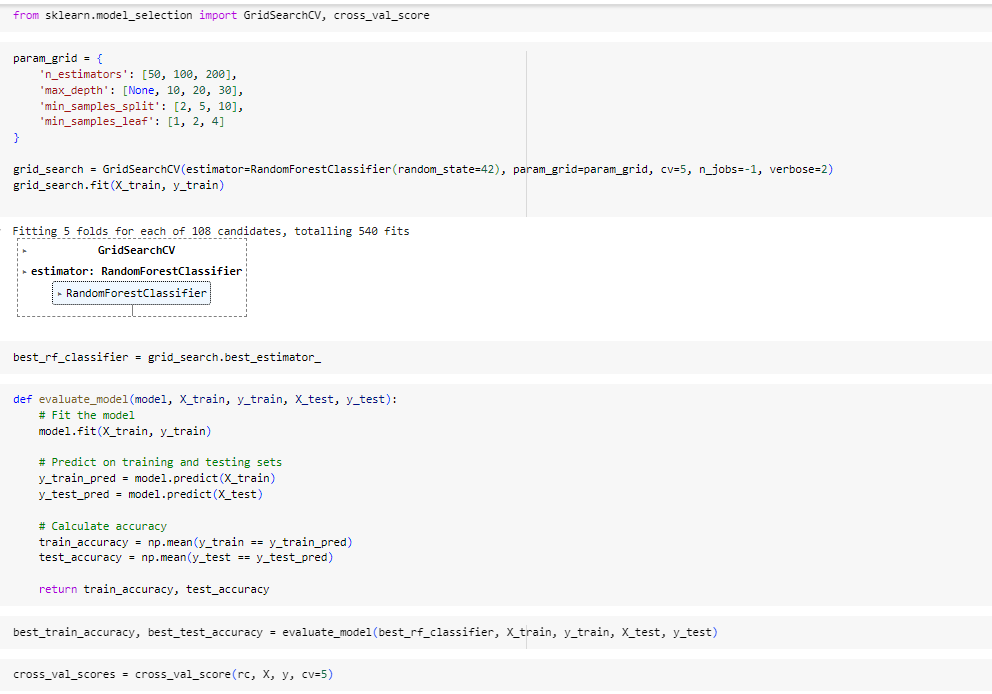 from sklearn.model_selection import GridSearchCV, cross_val_score
param_grid = {
    'n_estimators': [50, 100, 200],
    'max_depth': [None, 10, 20, 30],
    'min_samples_split': [2, 5, 10],
    'min_samples_leaf': [1, 2, 4]
}
grid_search = GridSearchCV(estimator=RandomForestClassifier(random_state=42), param_grid=param_grid, cv=5, n_jobs=-1, verbose=2)
grid_search.fit(X_train, y_train)
Fitting 5 folds for each of 108 candidates, totalling 540 fits
GridSearchCV
estimator: RandomForestClassifier
RandomForestClassifier
best_rf_classifier = grid_search.best_estimator_
def evaluate_model(model, X_train, y_train, X_test, y_test):
    # Fit the model
    model.fit(X_train, y_train)
    # Predict on training and testing sets
    y_train_pred = model.predict(X_train)
    y_test_pred = model.predict(X_test)
    # Calculate accuracy
    train_accuracy = np.mean(y_train == y_train_pred)
    test_accuracy = np.mean(y_test == y_test_pred)
    return train_accuracy, test_accuracy
best_train_accuracy, best_test_accuracy = evaluate_model(best_rf_classifier, X_train, y_train, X_test, y_test)
cross_val_scores = cross_val_score(rc, X, y, cv=5)